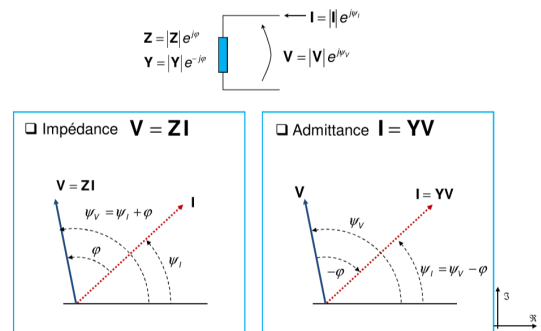 I = |I| e^{jψ_I}
Z = |Z| e^{jφ}
Y = |Y| e^{-jφ}
V = |V| e^{jψ_V}
❑ Impédance V = ZI
V = ZI
I
ψ_V = ψ_I + φ
φ
ψ_I
❑ Admittance I = YV
V
I = YV
ψ_V
-φ
ψ_I = ψ_V - φ
ℑ
ℜ